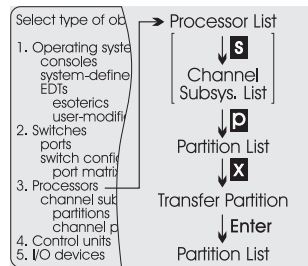 Select type of ob
1. Operating syste
consoles
system-define
EDTs
esoterics
user-modifi
2. Switches
ports
switch confi
port matri
3. Processors
channel sub
partitions
channel p
4. Control units
5. I/O devices
Processor List
s
Channel
Subsys. List
p
Partition List
x
Transfer Partition
Enter
Partition List